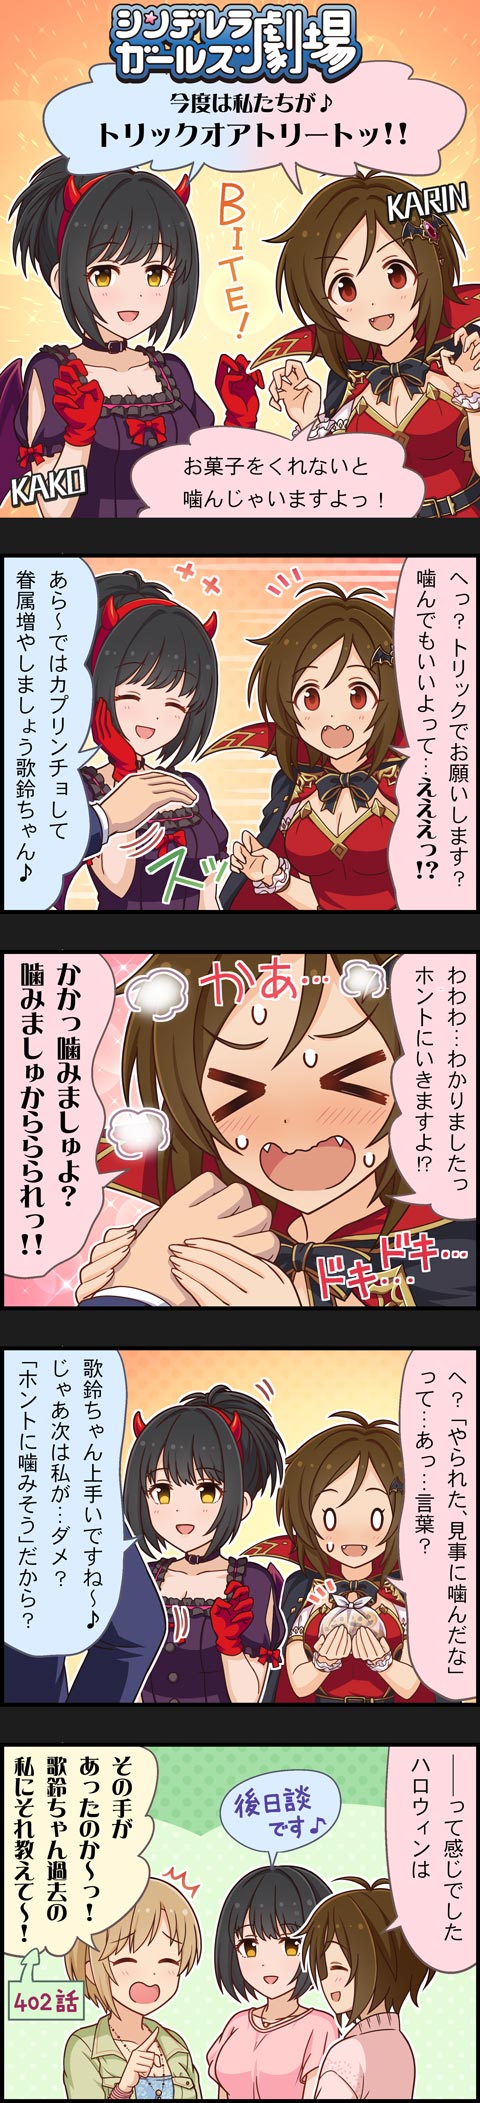 シンデレラ
ガールズ劇場
今度は私たちが♪
トリックオアトリートッ!!
KARIN
BITE!
KAKO
お菓子をくれないと
噛んじゃいますよっ！
へっ？トリックでお願いします？
噛んでもいいよって…えええっ!?
あら～ではカプリンチョして
眷属増やしましょう歌鈴ちゃん♪
スッ
わわわ…わかりましたっ
ホントにいきますよ!?
かあ…
かかっ噛みましゅよ？
噛みましゅかららられっ!!
ドキドキ……
へ？「やられた、見事に噛んだな」
って…あっ…言葉？
歌鈴ちゃん上手いですね～♪
じゃあ次は私が…ダメ？
「ホントに噛みそう」だから？
――って感じでした
ハロウィンは
後日談
です♪
その手が
あったのか～っ！
歌鈴ちゃん過去の
私にそれ教えて～！
402話